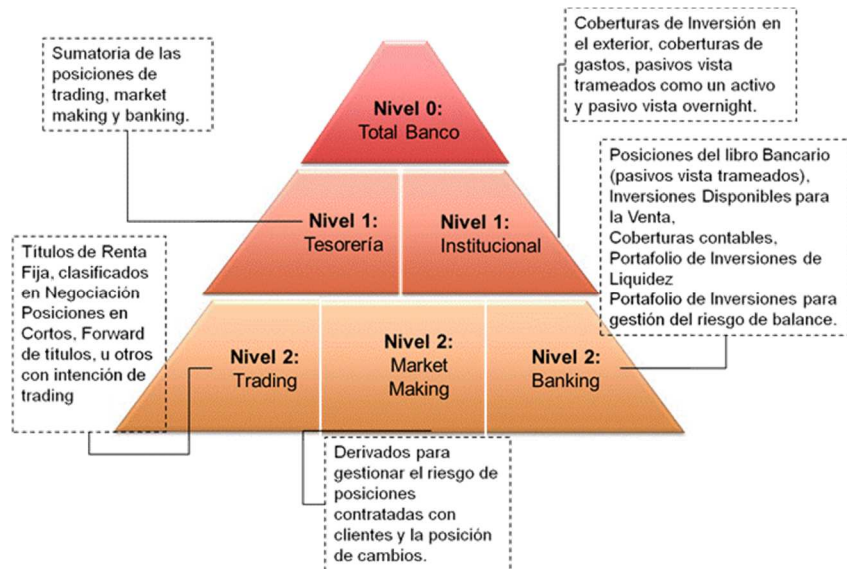 Sumatoria de las
posiciones de
trading, market
making y banking.
Coberturas de Inversión en
el exterior, coberturas de
gastos, pasivos vista
trameados como un activo
y pasivo vista overnight.
Nivel 0:
Total Banco
Posiciones del libro Bancario
(pasivos vista trameados),
Inversiones Disponibles para
la Venta,
Coberturas contables,
Portafolio de Inversiones de
Liquidez
Portafolio de Inversiones para
gestión del riesgo de balance.
Nivel 1:
Tesorería
Nivel 1:
Institucional
Títulos de Renta
Fija, clasificados
en Negociación
Posiciones en
Cortos, Forward
de títulos, u otros
con intención de
trading
Nivel 2:
Trading
Nivel 2:
Market
Making
Nivel 2:
Banking
Derivados para
gestionar el riesgo de
posiciones
contratadas con
clientes y la posición
de cambios.